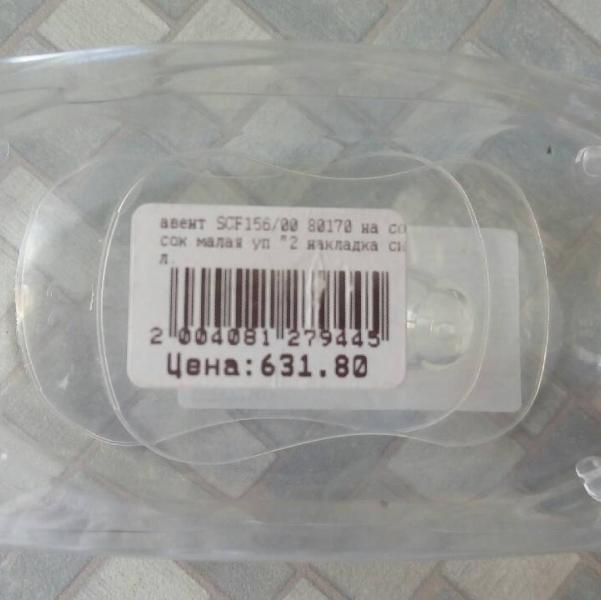 авент SCF156/00 80170 на со
сок малая уп "2 накладка си
л.
2 004081 279445
Цена:631.80